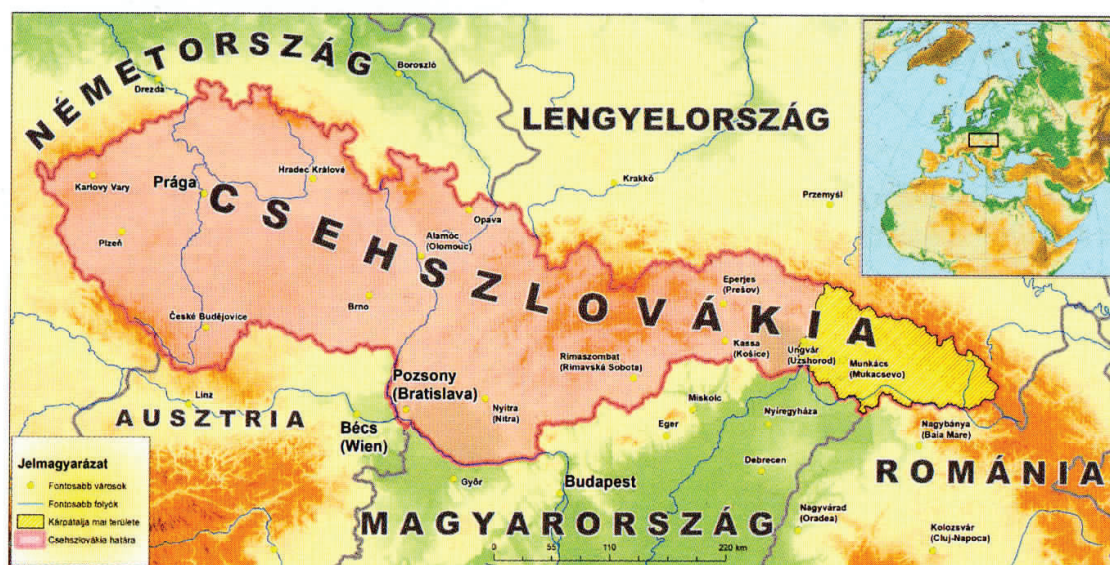 NÉMETORSZÁG
Drezda
Boroszló
LENGYELORSZÁG
Karlovy Vary
Prága
Hradec Králové
Krakkó
Przemyśl
Plzeň
Opava
Alamóc
(Olomouc)
CSEHSZLOVÁKIA
České Budějovice
Brno
Eperjes
(Prešov)
Kassa
(Košice)
Ungvár
(Uzshorod)
Munkács
(Mukacsevo)
Rimaszombat
(Rimavská Sobota)
Linz
AUSZTRIA
Bécs
(Wien)
Pozsony
(Bratislava)
Nyitra
(Nitra)
Miskolc
Eger
Nyíregyháza
Nagybánya
(Baia Mare)
Debrecen
ROMÁNIA
Győr
Budapest
MAGYARORSZÁG
Nagyvárad
(Oradea)
Kolozsvár
(Cluj-Napoca)
0 55 110 220 km
Jelmagyarázat
Fontosabb városok
Fontosabb folyók
Kárpátalja mai területe
Csehszlovákia határa